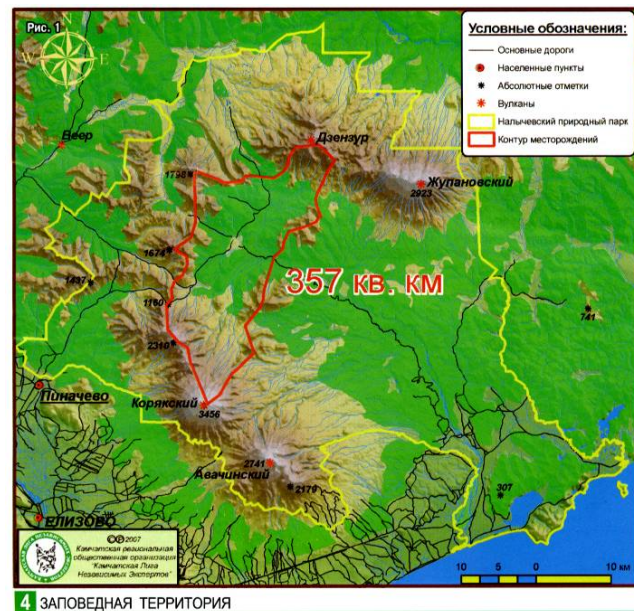 Рис. 1
N
W
E
S
Условные обозначения:
Основные дороги
Населенные пункты
Абсолютные отметки
Вулканы
Налычевский природный парк
Контур месторождений
Веер
Дзензур
1798
Жупановский
2923
1674
1437
357 кв. км
1160
741
2310
Пиначево
Корякский
3456
2741
Авачинский
2179
307
ЕЛИЗОВО
©℗2007
Камчатская региональная
общественная организация
"Камчатская Лига
Независимых Экспертов"
10 5 0 10 км
4 ЗАПОВЕДНАЯ ТЕРРИТОРИЯ